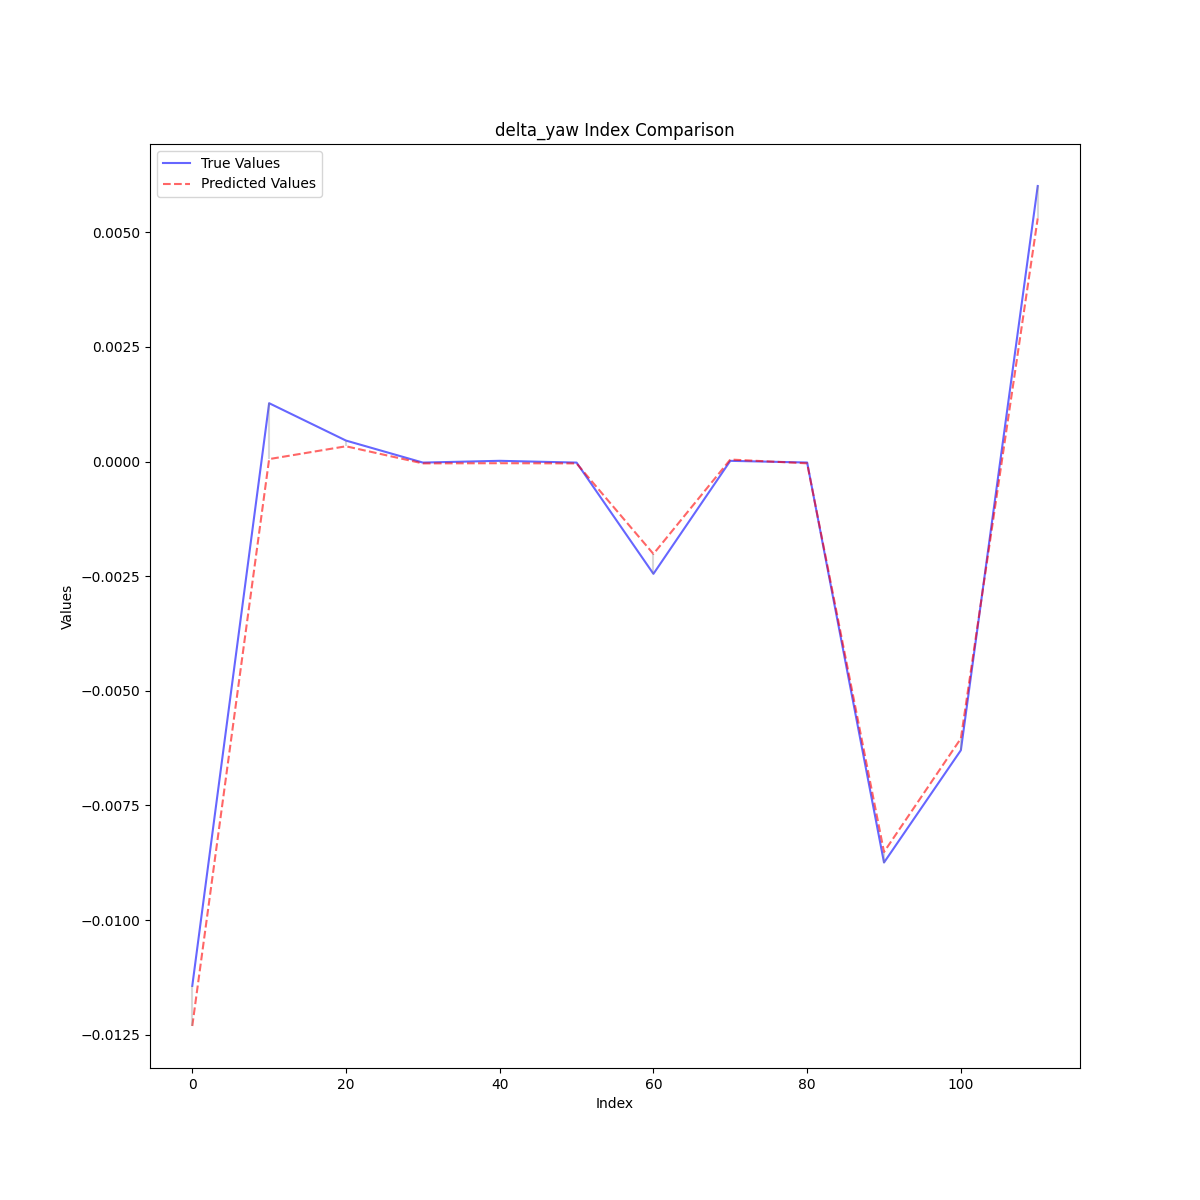 delta_yaw Index Comparison
True Values
Predicted Values
0.0050
0.0025
0.0000
−0.0025
−0.0050
−0.0075
−0.0100
−0.0125
Values
0 20 40 60 80 100
Index